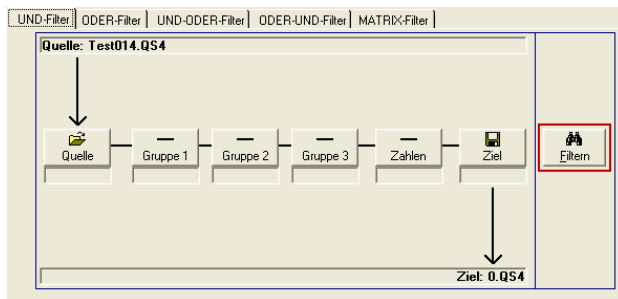 UND-Filter ODER-Filter UND-ODER-Filter ODER-UND-Filter MATRIX-Filter
Quelle: Test014.QS4
Quelle Gruppe 1 Gruppe 2 Gruppe 3 Zahlen Ziel Filtern
Ziel: 0.QS4